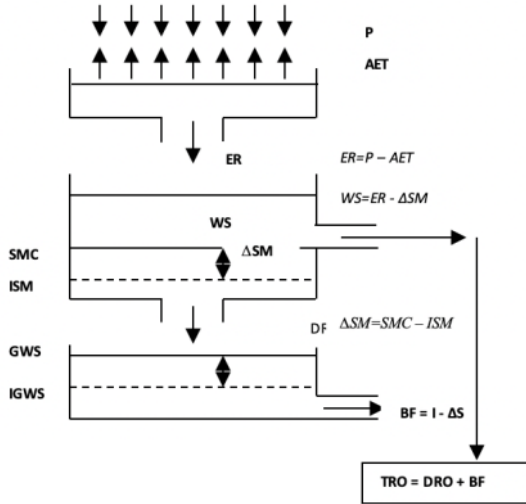 P
AET
ER
ER=P – AET
WS=ER - ΔSM
WS
SMC
ΔSM
ISM
DF
ΔSM=SMC – ISM
GWS
IGWS
BF = I - ΔS
TRO = DRO + BF